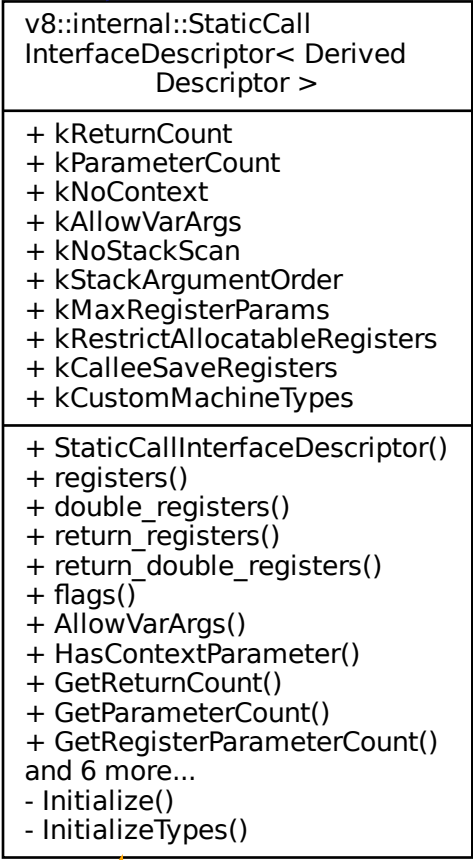 v8::internal::StaticCall
InterfaceDescriptor< Derived
Descriptor >
+ kReturnCount
+ kParameterCount
+ kNoContext
+ kAllowVarArgs
+ kNoStackScan
+ kStackArgumentOrder
+ kMaxRegisterParams
+ kRestrictAllocatableRegisters
+ kCalleeSaveRegisters
+ kCustomMachineTypes
+ StaticCallInterfaceDescriptor()
+ registers()
+ double_registers()
+ return_registers()
+ return_double_registers()
+ flags()
+ AllowVarArgs()
+ HasContextParameter()
+ GetReturnCount()
+ GetParameterCount()
+ GetRegisterParameterCount()
and 6 more...
- Initialize()
- InitializeTypes()